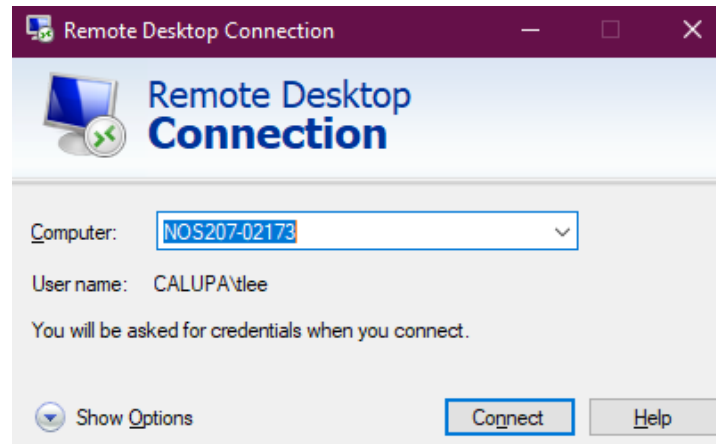 Remote Desktop Connection
Remote Desktop
Connection
Computer: NOS207-02173
User name: CALUPA\tlee
You will be asked for credentials when you connect.
Show Options Connect Help